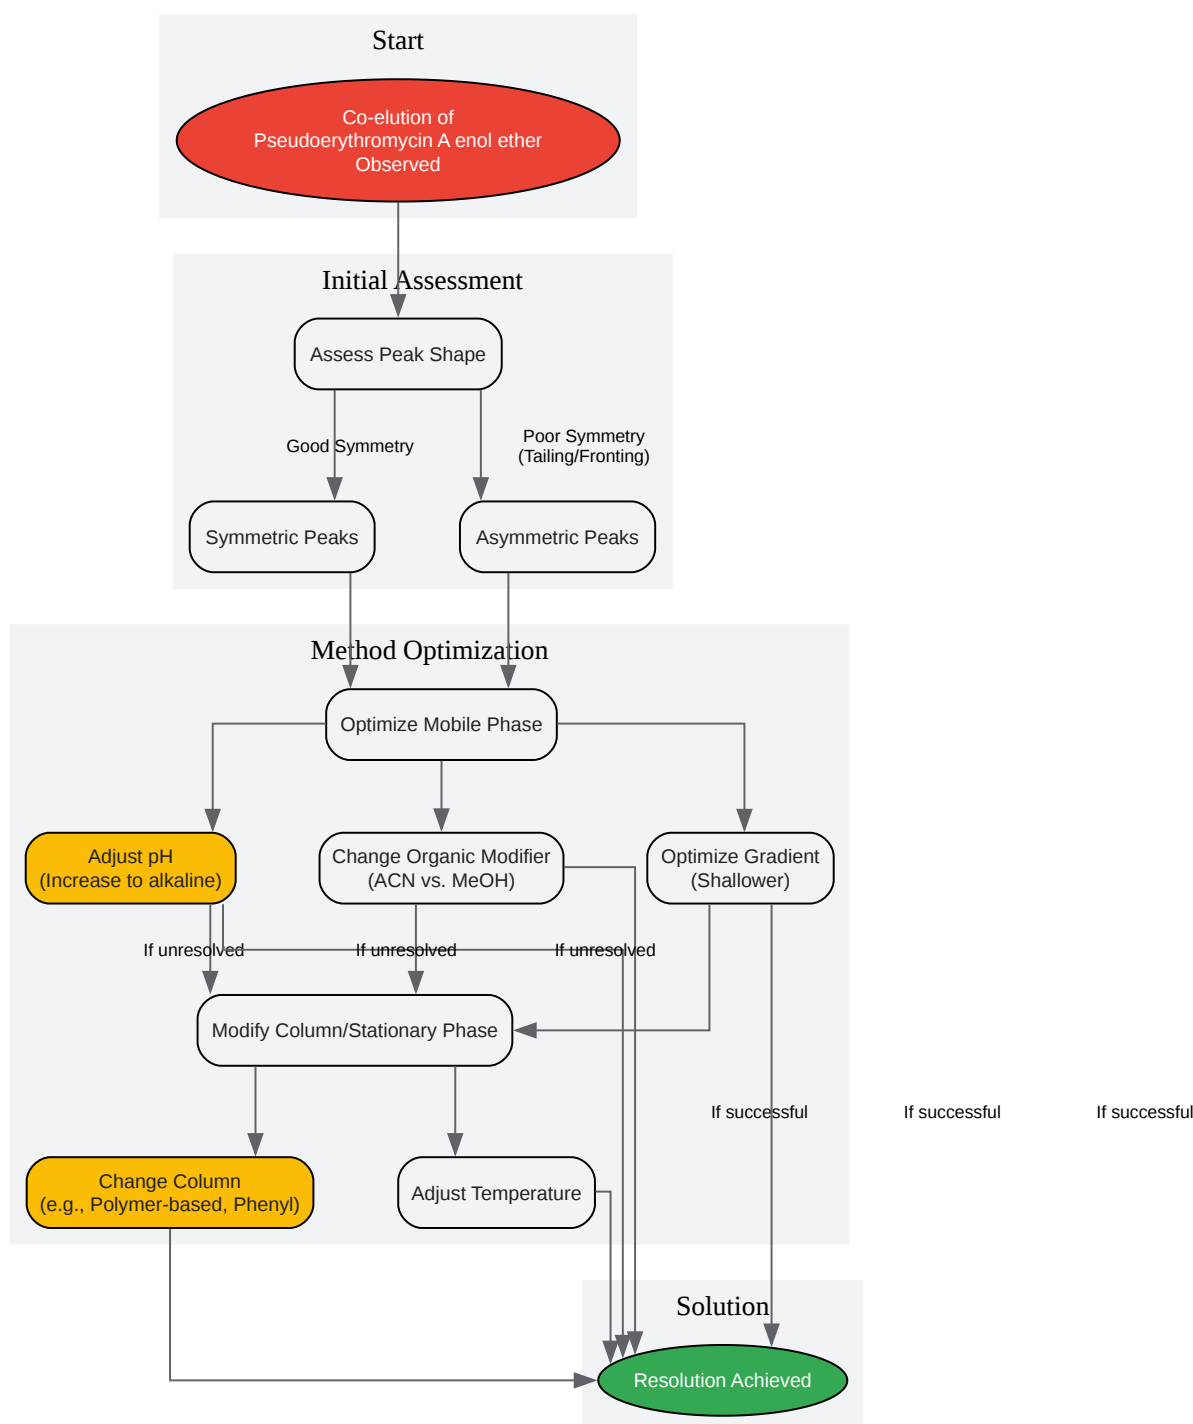 Start
Co-elution of
Pseudoerythromycin A enol ether
Observed
Initial Assessment
Assess Peak Shape
Good Symmetry
Poor Symmetry
(Tailing/Fronting)
Symmetric Peaks
Asymmetric Peaks
Method Optimization
Optimize Mobile Phase
Adjust pH
(Increase to alkaline)
Change Organic Modifier
(ACN vs. MeOH)
Optimize Gradient
(Shallower)
If unresolved
If unresolved
If unresolved
Modify Column/Stationary Phase
If successful
If successful
If successful
Change Column
(e.g., Polymer-based, Phenyl)
Adjust Temperature
Solution
Resolution Achieved